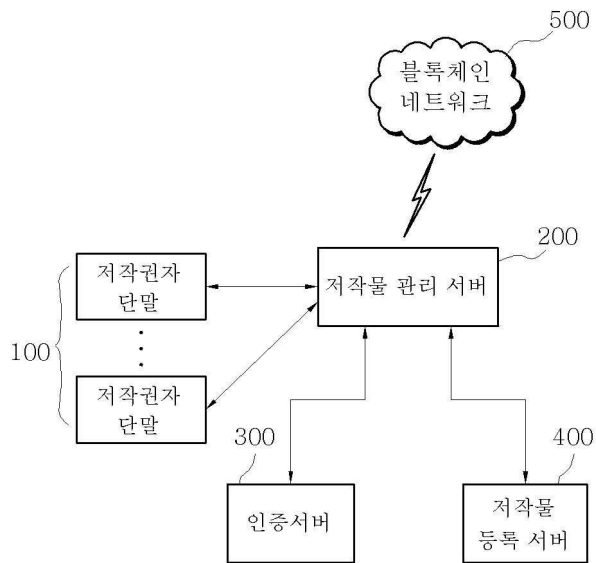 500
블록체인
네트워크
200
저작물 관리 서버
저작권자
단말
100
저작권자
단말
300
인증서버
400
저작물
등록 서버